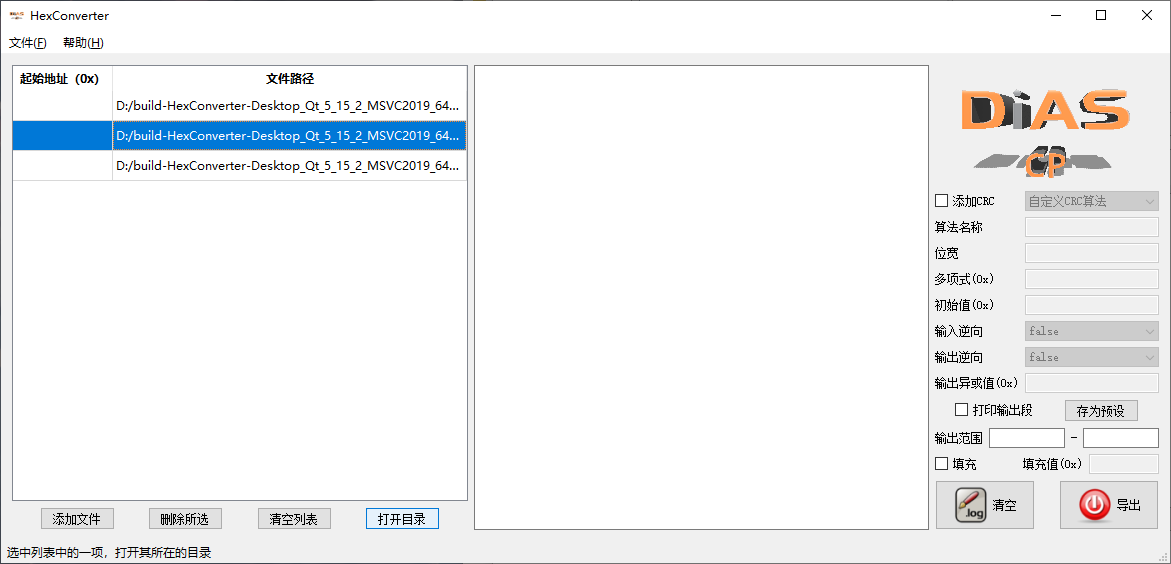 HexConverter
文件(F) 帮助(H)
起始地址（0x） 文件路径
D:/build-HexConverter-Desktop_Qt_5_15_2_MSVC2019_64...
D:/build-HexConverter-Desktop_Qt_5_15_2_MSVC2019_64...
D:/build-HexConverter-Desktop_Qt_5_15_2_MSVC2019_64...
添加文件 删除所选 清空列表 打开目录
DiAS
CP
添加CRC 自定义CRC算法
算法名称
位宽
多项式(0x)
初始值(0x)
输入逆向 false
输出逆向 false
输出异或值(0x)
打印输出段 存为预设
输出范围 -
填充 填充值(0x)
.log 清空 导出
选中列表中的一项，打开其所在的目录